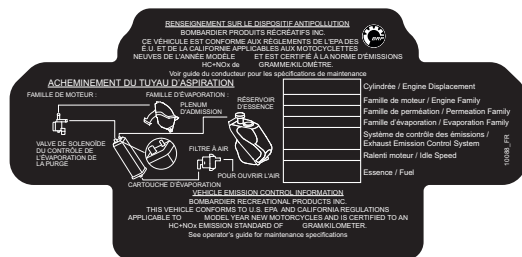 RENSEIGNEMENT SUR LE DISPOSITIF ANTIPOLLUTION
BOMBARDIER PRODUITS RÉCRÉATIFS INC.
CE VÉHICULE EST CONFORME AUX RÈGLEMENTS DE L'EPA DES
É.U. ET DE LA CALIFORNIE APPLICABLES AUX MOTOCYCLETTES
NEUVES DE L'ANNÉE MODÈLE ET EST CERTIFIÉ À LA NORME D'ÉMISSIONS
HC+NOx de GRAMME/KILOMÈTRE.
Voir guide du conducteur pour les spécifications de maintenance
brp
ACHEMINEMENT DU TUYAU D'ASPIRATION
FAMILLE DE MOTEUR :
FAMILLE D'ÉVAPORATION :
PLENUM
D'ADMISSION
RÉSERVOIR
D'ESSENCE
VALVE DE SOLENOÏDE
DU CONTRÔLE DE
L'ÉVAPORATION DE
LA PURGE
FILTRE À AIR
POUR OUVRIR L'AIR
CARTOUCHE D'ÉVAPORATION
Cylindrée / Engine Displacement
Famille de moteur / Engine Family
Famille de perméation / Permeation Family
Famille d'évaporation / Evaporation Family
Système de contrôle des émissions /
Exhaust Emission Control System
Ralenti moteur / Idle Speed
Essence / Fuel
10088_FR
VEHICLE EMISSION CONTROL INFORMATION
BOMBARDIER RECREATIONAL PRODUCTS INC.
THIS VEHICLE CONFORMS TO U.S. EPA AND CALIFORNIA REGULATIONS
APPLICABLE TO MODEL YEAR NEW MOTORCYCLES AND IS CERTIFIED TO AN
HC+NOx EMISSION STANDARD OF GRAM/KILOMETER.
See operator's guide for maintenance specifications